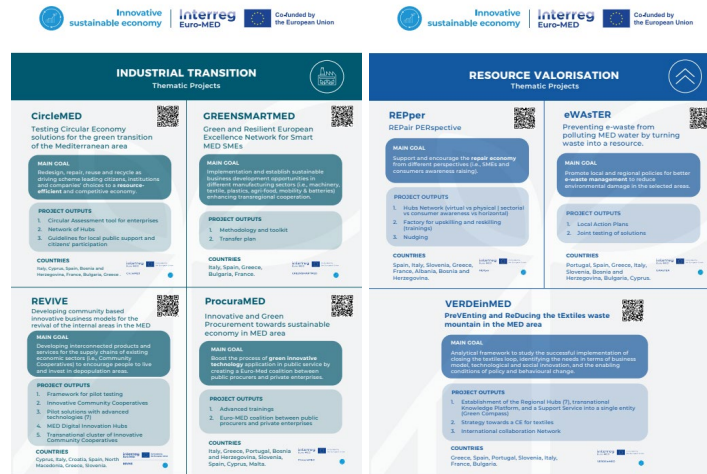 Innovative
sustainable economy
Interreg
Euro-MED
Co-funded by
the European Union
INDUSTRIAL TRANSITION
Thematic Projects
CircleMED
Testing Circular Economy
solutions for the green transition
of the Mediterranean area
MAIN GOAL
Redesign, repair, reuse and recycle as
driving scheme leading citizens, institutions
and companies' choices to a resource-
efficient and competitive economy.
PROJECT OUTPUTS
1. Circular Assessment tool for enterprises
2. Network of Hubs
3. Guidelines for local public support and
citizens' participation
COUNTRIES
Italy, Cyprus, Spain, Bosnia and
Herzegovina, France, Bulgaria, Greece.
GREENSMARTMED
Green and Resilient European
Excellence Network for Smart
MED SMEs
MAIN GOAL
Implementation and establish sustainable
business development opportunities in
different manufacturing sectors (i.e., machinery,
textile, plastics, agri-food, mobility & batteries)
enhancing transregional cooperation.
PROJECT OUTPUTS
1. Methodology and toolkit
2. Transfer plan
COUNTRIES
Italy, Spain, Greece,
Bulgaria, France.
REVIVE
Developing community based
innovative business models for the
revival of the internal areas in the MED
MAIN GOAL
Developing interconnected products and
services for the supply chains of existing
economic sectors (i.e., Community
Cooperatives) to encourage people to live
and invest in depopulation areas.
PROJECT OUTPUTS
1. Framework for pilot testing
2. Innovative Community Cooperatives
3. Pilot solutions with advanced
technologies (7)
4. MED Digital Innovation Hubs
5. Transnational cluster of Innovative
Community Cooperatives
COUNTRIES
Cyprus, Italy, Croatia, Spain, North
Macedonia, Greece, Slovenia.
ProcuraMED
Innovative and Green
Procurement towards sustainable
economy in MED area
MAIN GOAL
Boost the process of green innovative
technology application in public service by
creating a Euro-Med coalition between
public procurers and private enterprises.
PROJECT OUTPUTS
1. Advanced trainings
2. Euro-MED coalition between public
procurers and private enterprises
COUNTRIES
Italy, Greece, Portugal, Bosnia
and Herzegovina, Slovenia,
Spain, Cyprus, Malta.
Innovative
sustainable economy
Interreg
Euro-MED
Co-funded by
the European Union
RESOURCE VALORISATION
Thematic Projects
REPper
REPair PERspective
MAIN GOAL
Support and encourage the repair economy
from different perspectives (i.e., SMEs and
consumers awareness raising).
PROJECT OUTPUTS
1. Hubs Network (virtual vs physical | sectorial
vs consumer awareness vs horizontal)
2. Factory for upskilling and reskilling
(trainings)
3. Nudging
COUNTRIES
Spain, Italy, Slovenia, Greece,
France, Albania, Bosnia and
Herzegovina.
eWAsTER
Preventing e-waste from
polluting MED water by turning
waste into a resource.
MAIN GOAL
Promote local and regional policies for better
e-waste management to reduce
environmental damage in the selected areas.
PROJECT OUTPUTS
1. Local Action Plans
2. Joint testing of solutions
COUNTRIES
Portugal, Spain, Greece, Italy,
Slovenia, Bosnia and
Herzegovina, Bulgaria, Cyprus.
VERDEinMED
PreVEnting and ReDucing the tExtiles waste
mountain in the MED area
MAIN GOAL
Analytical framework to study the successful implementation of
closing the textiles loop, identifying the needs in terms of business
model, technological and social innovation, and the enabling
conditions of policy and behavioural change.
PROJECT OUTPUTS
1. Establishment of the Regional Hubs (7), transnational
Knowledge Platform, and a Support Service into a single entity
(Green Compass)
2. Strategy towards a CE for textiles
3. International collaboration Network
COUNTRIES
Greece, Spain, Portugal, Slovenia, Italy,
France, Bulgaria.